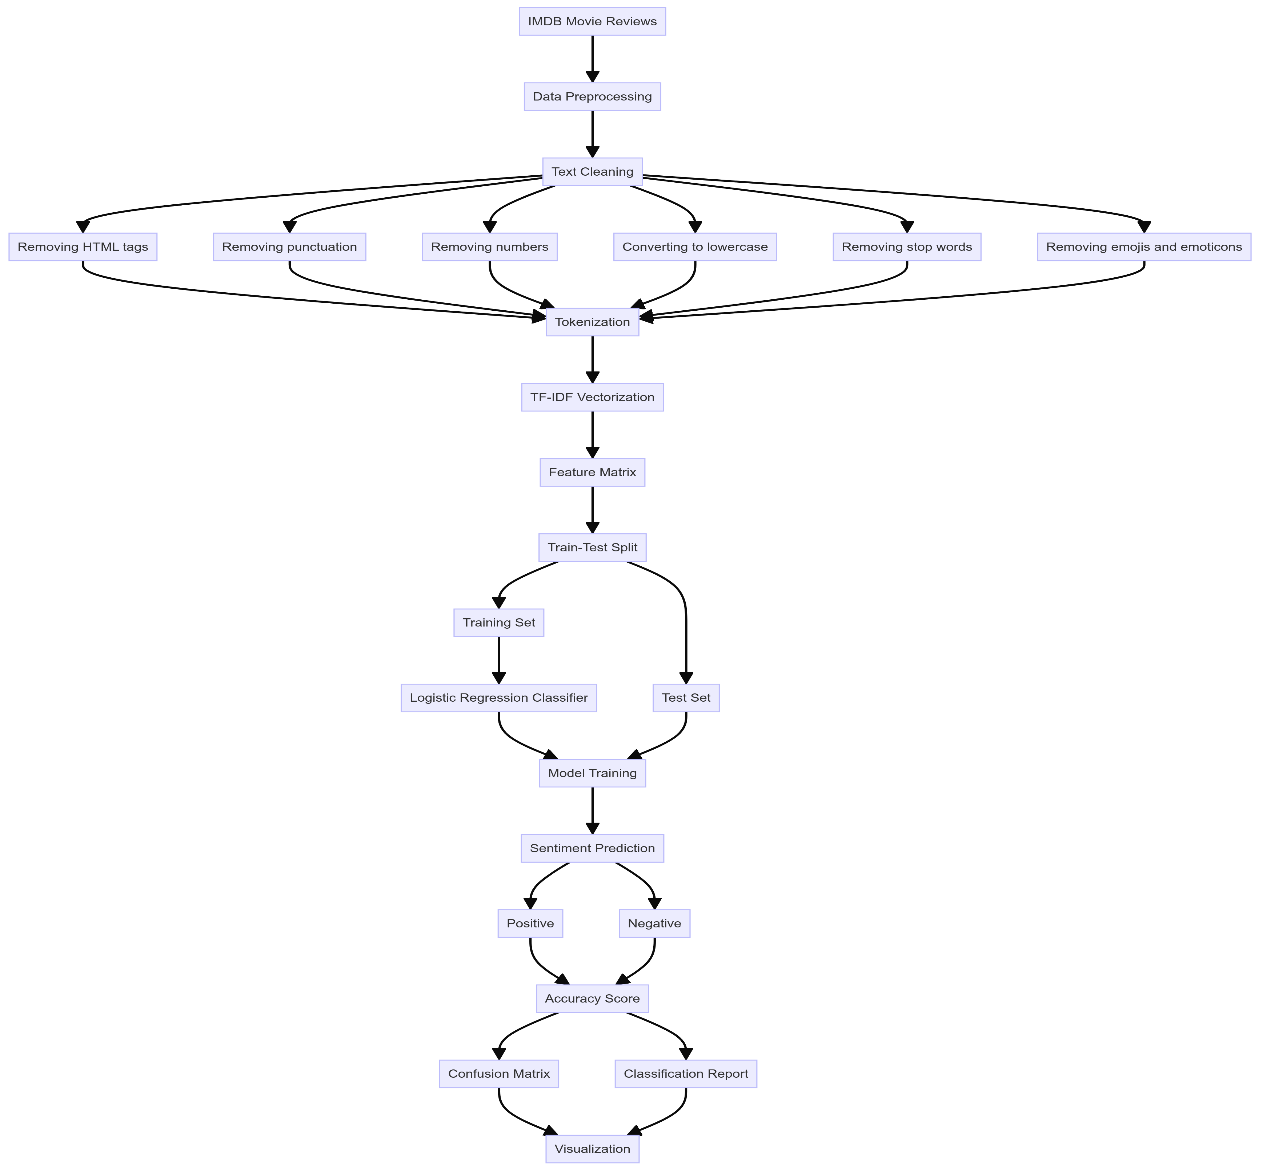 IMDB Movie Reviews
Data Preprocessing
Text Cleaning
Removing HTML tags
Removing punctuation
Removing numbers
Converting to lowercase
Removing stop words
Removing emojis and emoticons
Tokenization
TF-IDF Vectorization
Feature Matrix
Train-Test Split
Training Set
Logistic Regression Classifier
Test Set
Model Training
Sentiment Prediction
Positive
Negative
Accuracy Score
Confusion Matrix
Classification Report
Visualization